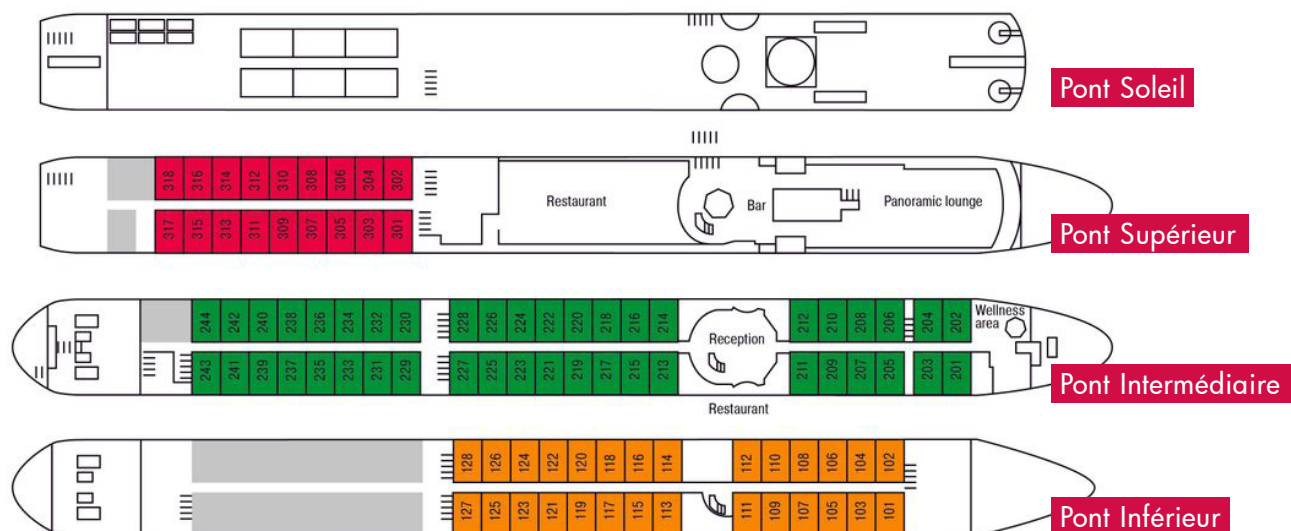 Pont Soleil
318 316 314 312 310 308 306 304 302
Restaurant Bar Panoramic lounge
317 315 313 311 309 307 305 303 301
Pont Supérieur
244 242 240 238 236 234 232 230 228 226 224 222 220 218 216 214 212 210 208 206 204 202
Wellness
area
Reception
243 241 239 237 235 233 231 229 227 225 223 221 219 217 215 213 211 209 207 205 203 201
Pont Intermédiaire
Restaurant
128 126 124 122 120 118 116 114 112 110 108 106 104 102
127 125 123 121 119 117 115 113 111 109 107 105 103 101
Pont Inférieur